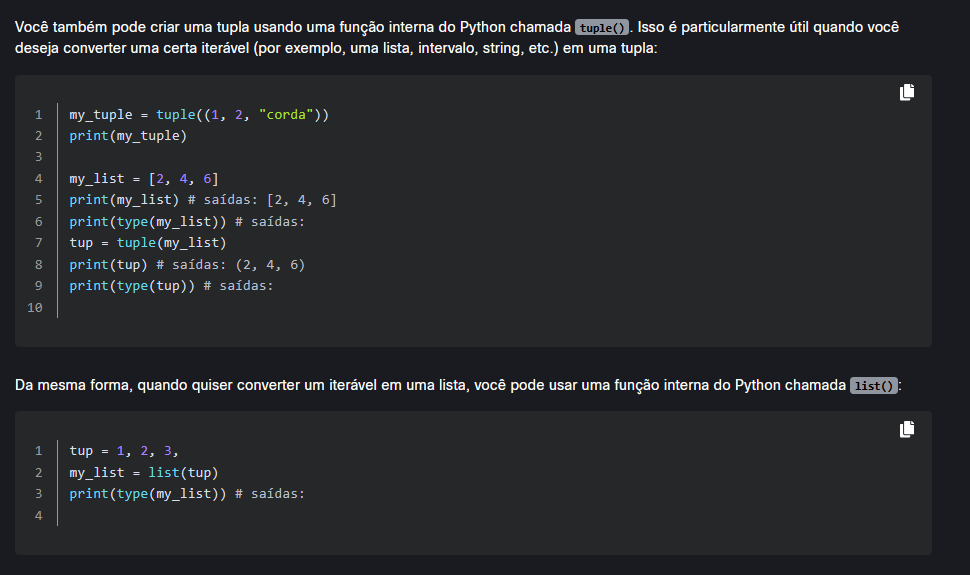 Você também pode criar uma tupla usando uma função interna do Python chamada tuple(). Isso é particularmente útil quando você
deseja converter uma certa iterável (por exemplo, uma lista, intervalo, string, etc.) em uma tupla:
1 my_tuple = tuple((1, 2, "corda"))
2 print(my_tuple)
3
4 my_list = [2, 4, 6]
5 print(my_list) # saídas: [2, 4, 6]
6 print(type(my_list)) # saídas:
7 tup = tuple(my_list)
8 print(tup) # saídas: (2, 4, 6)
9 print(type(tup)) # saídas:
10
Da mesma forma, quando quiser converter um iterável em uma lista, você pode usar uma função interna do Python chamada list():
1 tup = 1, 2, 3,
2 my_list = list(tup)
3 print(type(my_list)) # saídas:
4